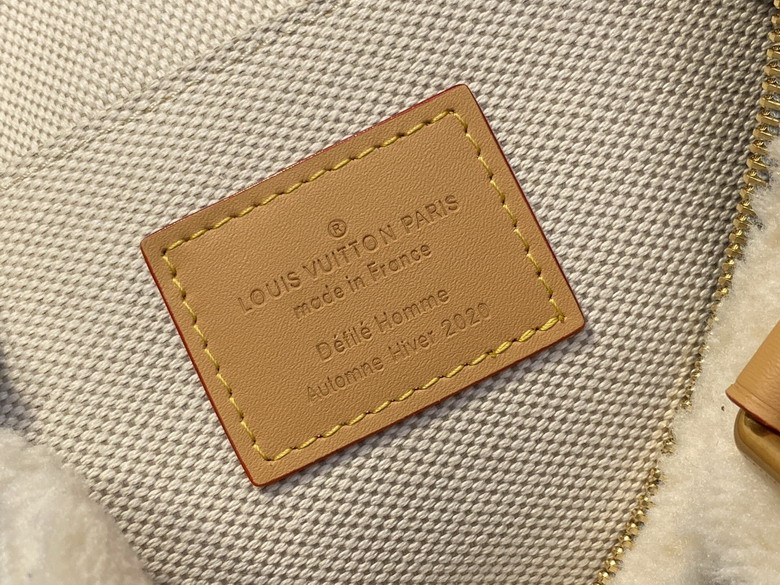 ®
LOUIS VUITTON PARIS
made in France
Défilé Homme
Automne Hiver 2020